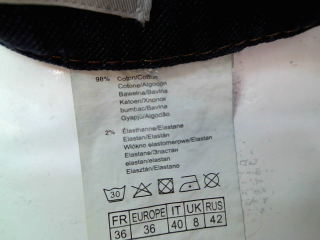 98% Coton/Cotton
Cotone/Algodon
Bawełna/Bavlna
Katoen/Хлопок
bumbac/Bavlna
Gyapjú/Algodão
2% Élasthanne/Elastane
Elastan/Elastán
Włókno elastomerowe/Elastan
Elastane/Эластан
elastan/elastan
Elasztán/Elastano
30
FR EUROPE IT UK RUS
36 36 40 8 42